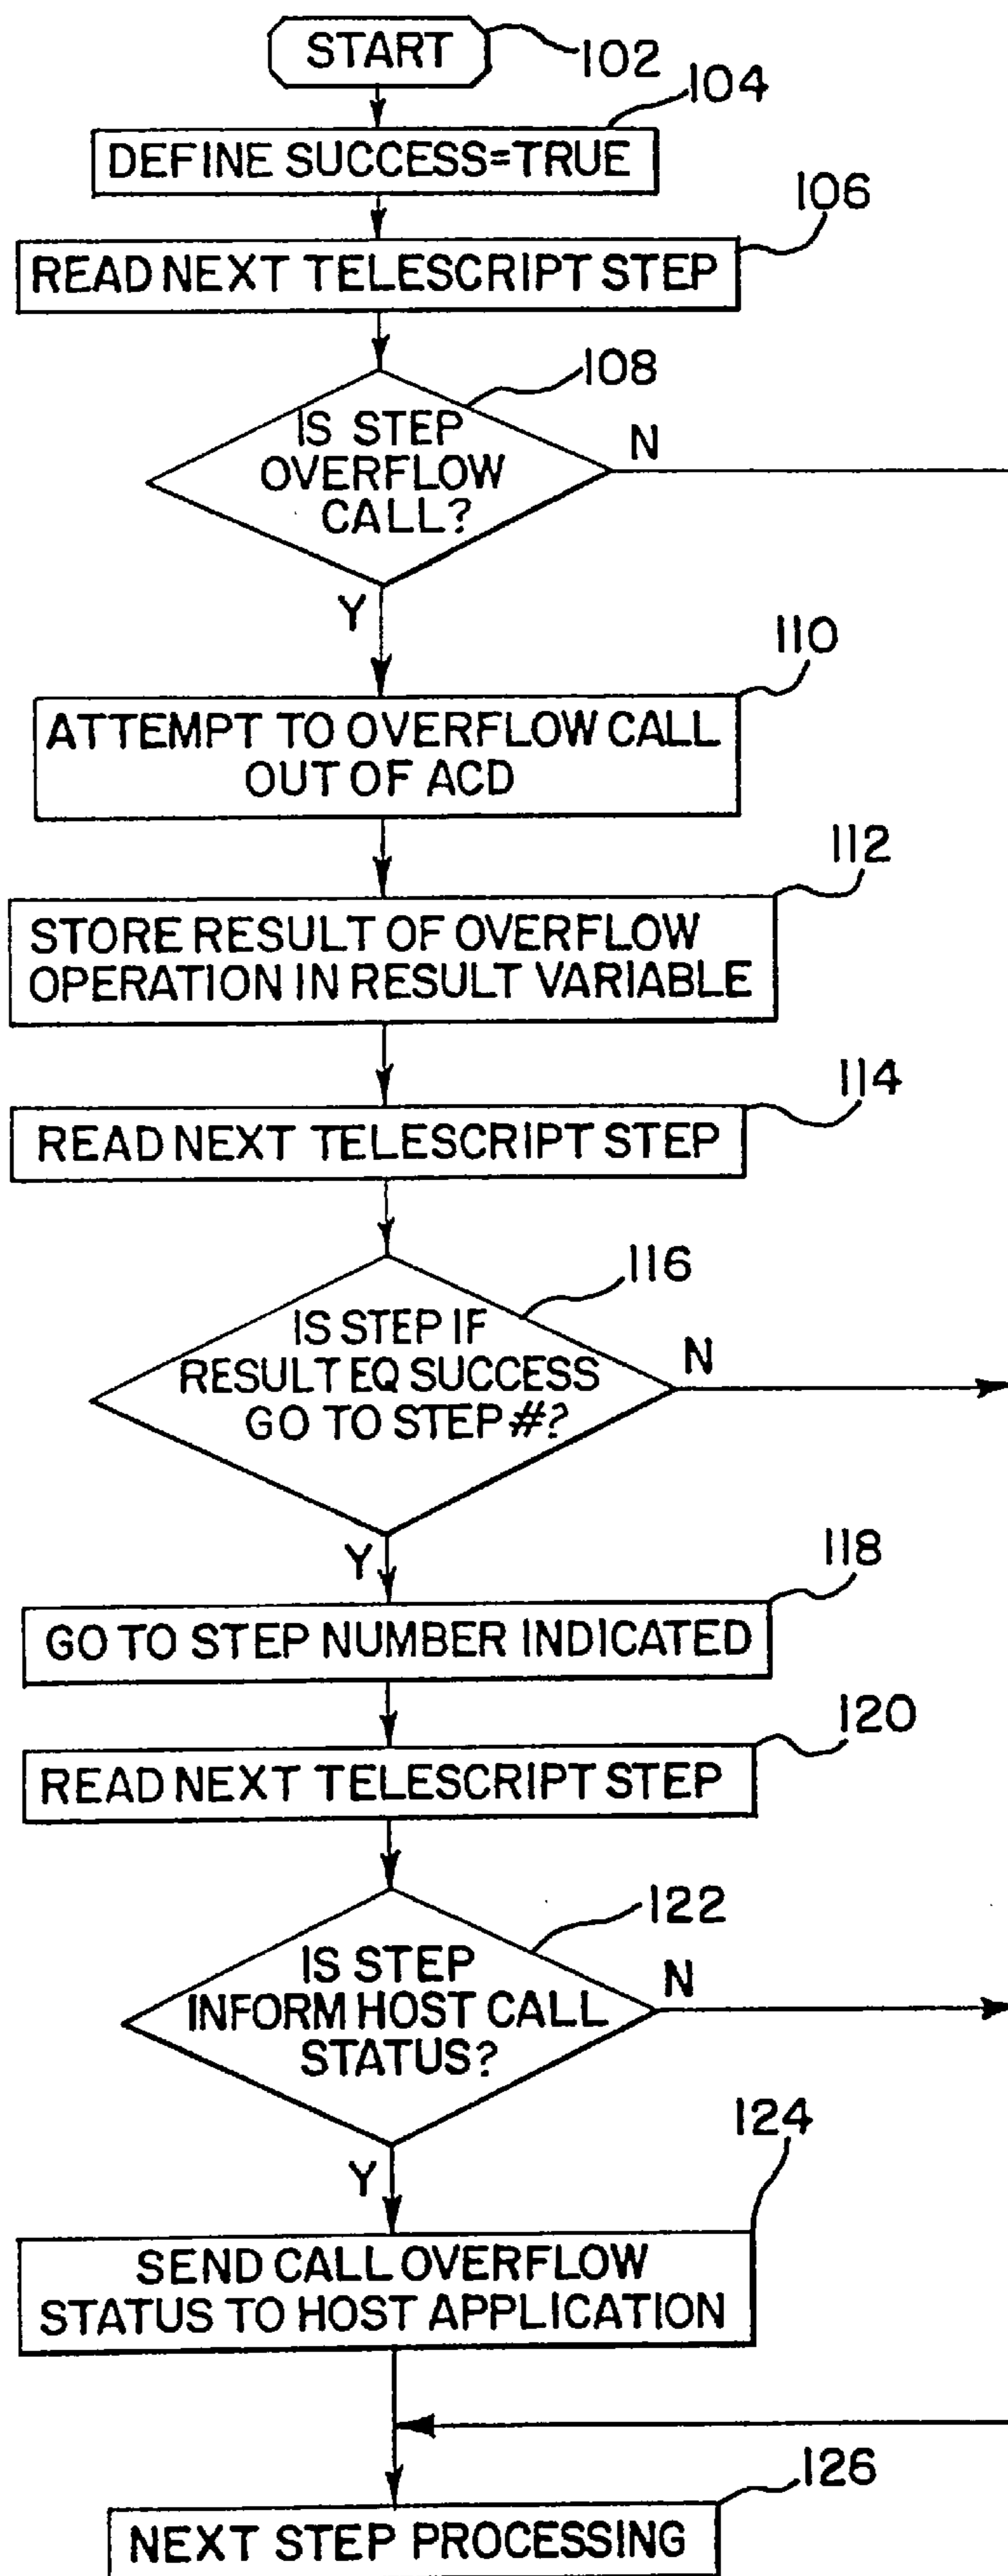 START
102
104
DEFINE SUCCESS=TRUE
106
READ NEXT TELESCRIPT STEP
108
IS STEP
OVERFLOW
CALL?
N
Y
110
ATTEMPT TO OVERFLOW CALL
OUT OF ACD
112
STORE RESULT OF OVERFLOW
OPERATION IN RESULT VARIABLE
114
READ NEXT TELESCRIPT STEP
116
IS STEP IF
RESULT EQ SUCCESS
GO TO STEP #?
N
Y
118
GO TO STEP NUMBER INDICATED
120
READ NEXT TELESCRIPT STEP
122
IS STEP
INFORM HOST CALL
STATUS?
N
Y
124
SEND CALL OVERFLOW
STATUS TO HOST APPLICATION
126
NEXT STEP PROCESSING